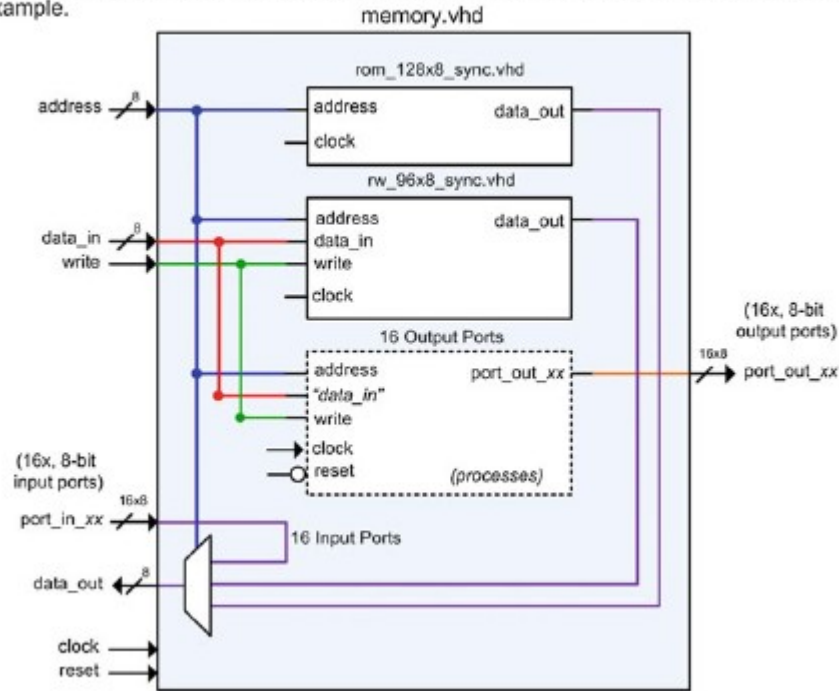 xample.
memory.vhd
rom_128x8_sync.vhd
address
8
address
data_out
clock
rw_96x8_sync.vhd
address
data_out
data_in
8
data_in
write
write
clock
16 Output Ports
(16x, 8-bit
output ports)
address
port_out_xx
16x8
port_out_xx
"data_in"
write
clock
reset
(processes)
(16x, 8-bit
input ports)
16x8
port_in_xx
16 Input Ports
data_out
8
clock
reset